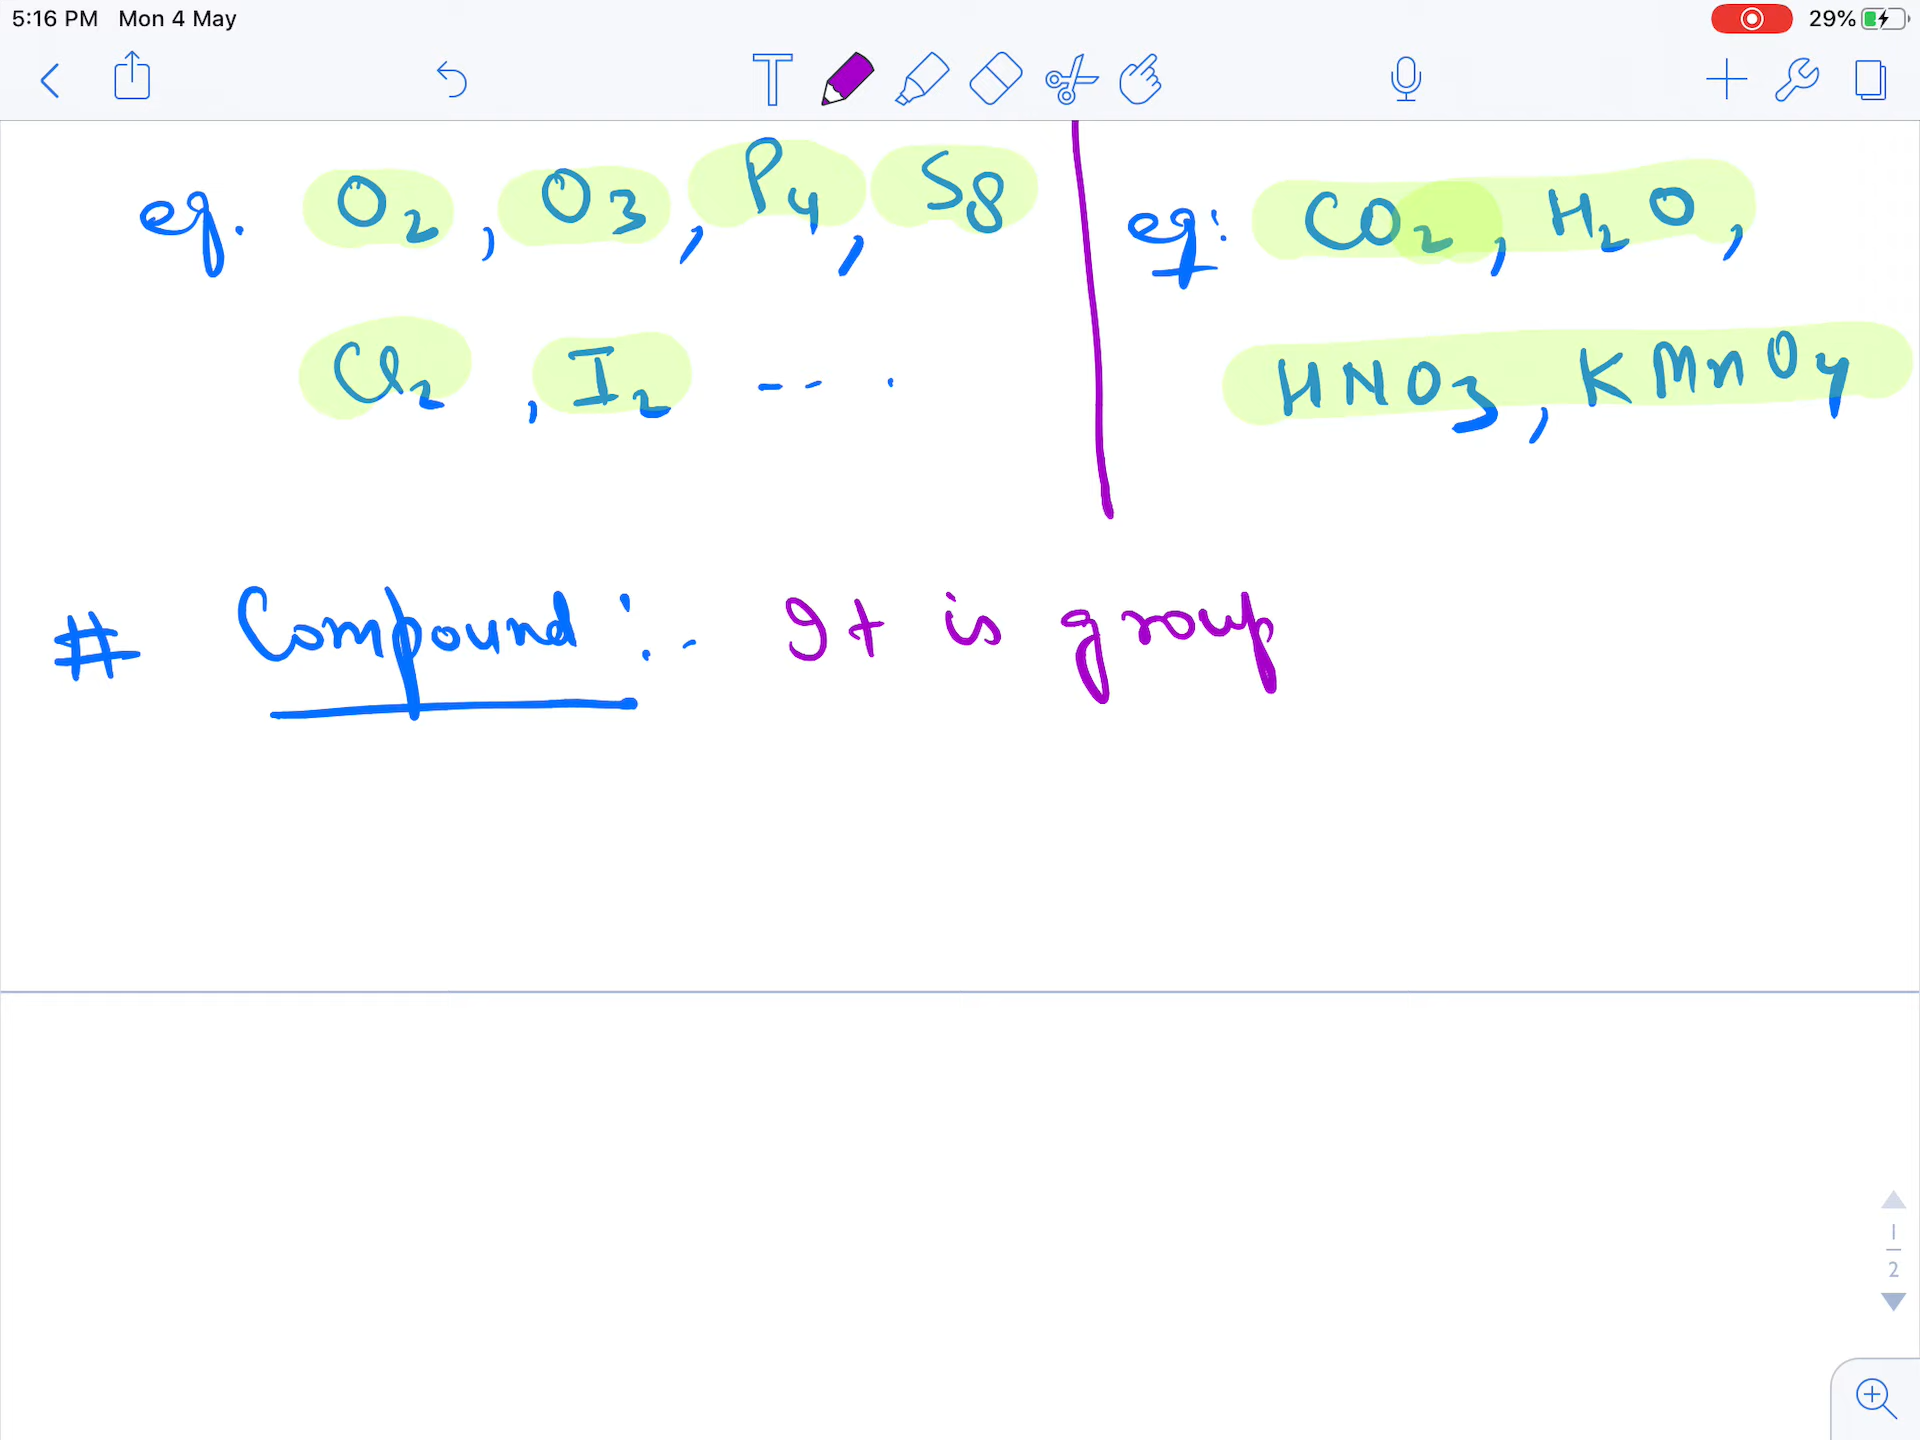 5:16 PM Mon 4 May 29%
T
eg. O2, O3, P4, S8
Cl2, I2 --- .
eg: CO2, H2O,
HNO3, KMnO4
# Compound :- It is group
1
2